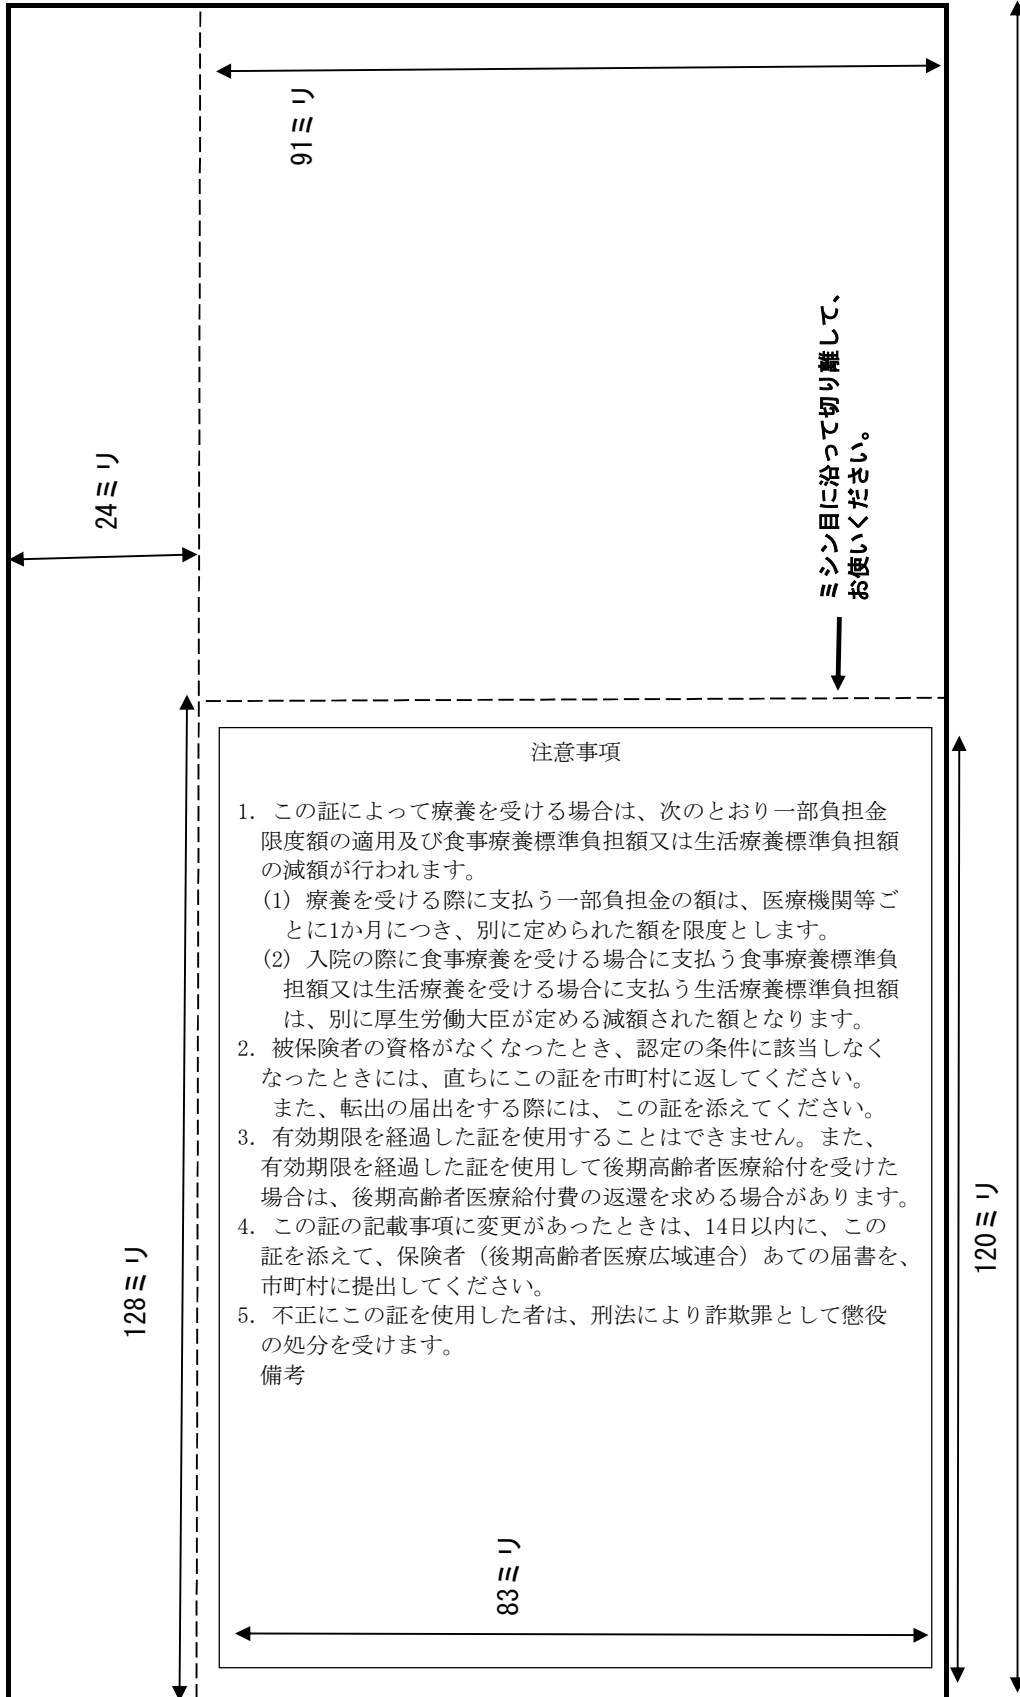 91ミリ
ミシン目に沿って切り離して、
お使いください。
24ミリ
注意事項
1. この証によって療養を受ける場合は、次のとおり一部負担金
限度額の適用及び食事療養標準負担額又は生活療養標準負担額
の減額が行われます。
(1) 療養を受ける際に支払う一部負担金の額は、医療機関等ご
とに1か月につき、別に定められた額を限度とします。
(2) 入院の際に食事療養を受ける場合に支払う食事療養標準負
担額又は生活療養を受ける場合に支払う生活療養標準負担額
は、別に厚生労働大臣が定める減額された額となります。
2. 被保険者の資格がなくなったとき、認定の条件に該当しなく
なったときには、直ちにこの証を市町村に返してください。
また、転出の届出をする際には、この証を添えてください。
3. 有効期限を経過した証を使用することはできません。また、
有効期限を経過した証を使用して後期高齢者医療給付を受けた
場合は、後期高齢者医療給付費の返還を求める場合があります。
4. この証の記載事項に変更があったときは、14日以内に、この
証を添えて、保険者（後期高齢者医療広域連合）あての届書を、
市町村に提出してください。
5. 不正にこの証を使用した者は、刑法により詐欺罪として懲役
の処分を受けます。
備考
128ミリ
120ミリ
83ミリ